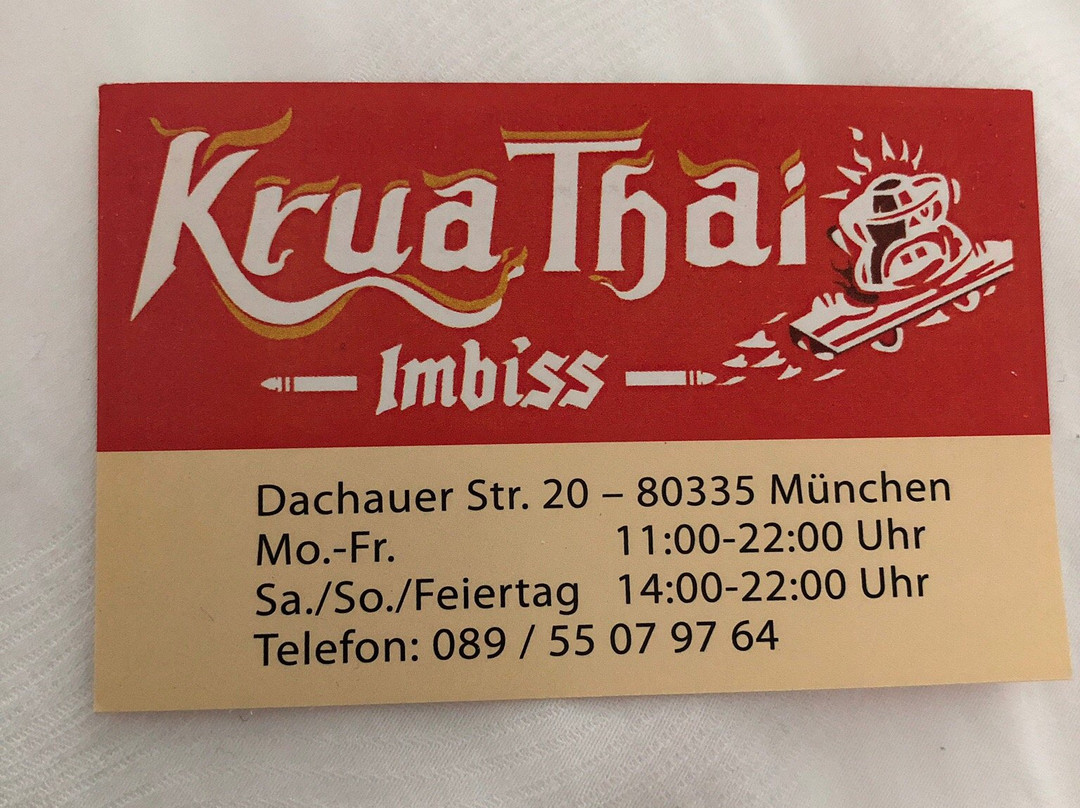 Krua Thai
Imbiss
Dachauer Str. 20 – 80335 München
Mo.-Fr. 11:00-22:00 Uhr
Sa./So./Feiertag 14:00-22:00 Uhr
Telefon: 089 / 55 07 97 64